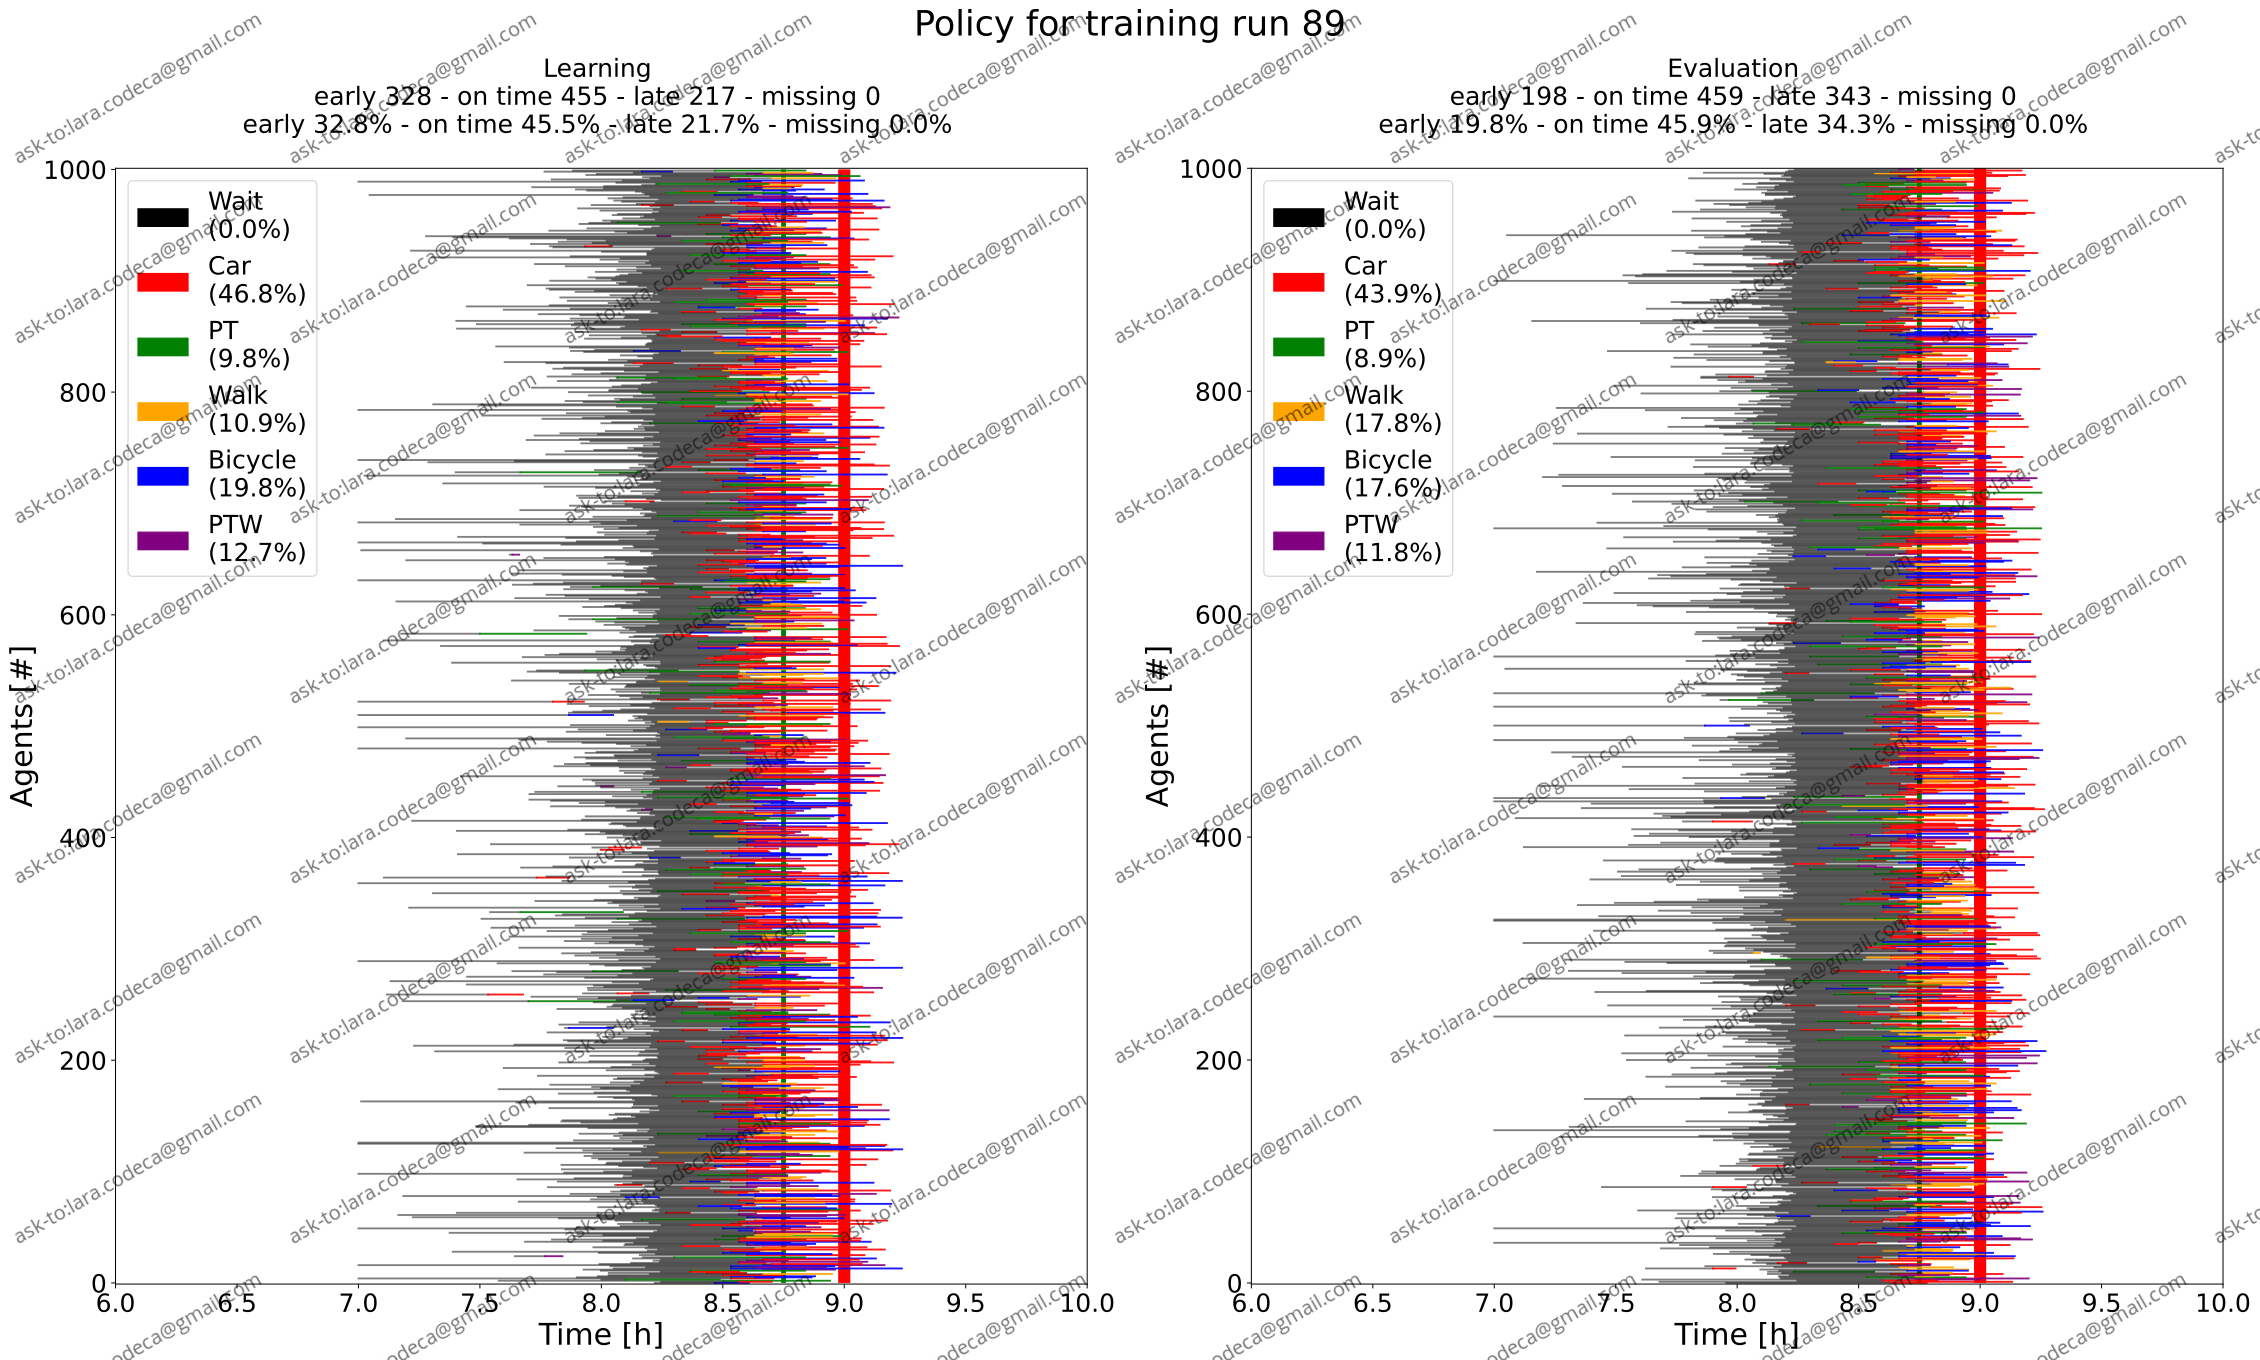 Policy for training run 89
Learning
early 328 - on time 455 - late 217 - missing 0
early 32.8% - on time 45.5% - late 21.7% - missing 0.0%
1000
800
600
400
200
0
Agents [#]
Wait
(0.0%)
Car
(46.8%)
PT
(9.8%)
Walk
(10.9%)
Bicycle
(19.8%)
PTW
(12.7%)
6.0 6.5 7.0 7.5 8.0 8.5 9.0 9.5 10.0
Time [h]
Evaluation
early 198 - on time 459 - late 343 - missing 0
early 19.8% - on time 45.9% - late 34.3% - missing 0.0%
1000
800
600
400
200
0
Agents [#]
Wait
(0.0%)
Car
(43.9%)
PT
(8.9%)
Walk
(17.8%)
Bicycle
(17.6%)
PTW
(11.8%)
6.0 6.5 7.0 7.5 8.0 8.5 9.0 9.5 10.0
Time [h]
ask-to:lara.codeca@gmail.com